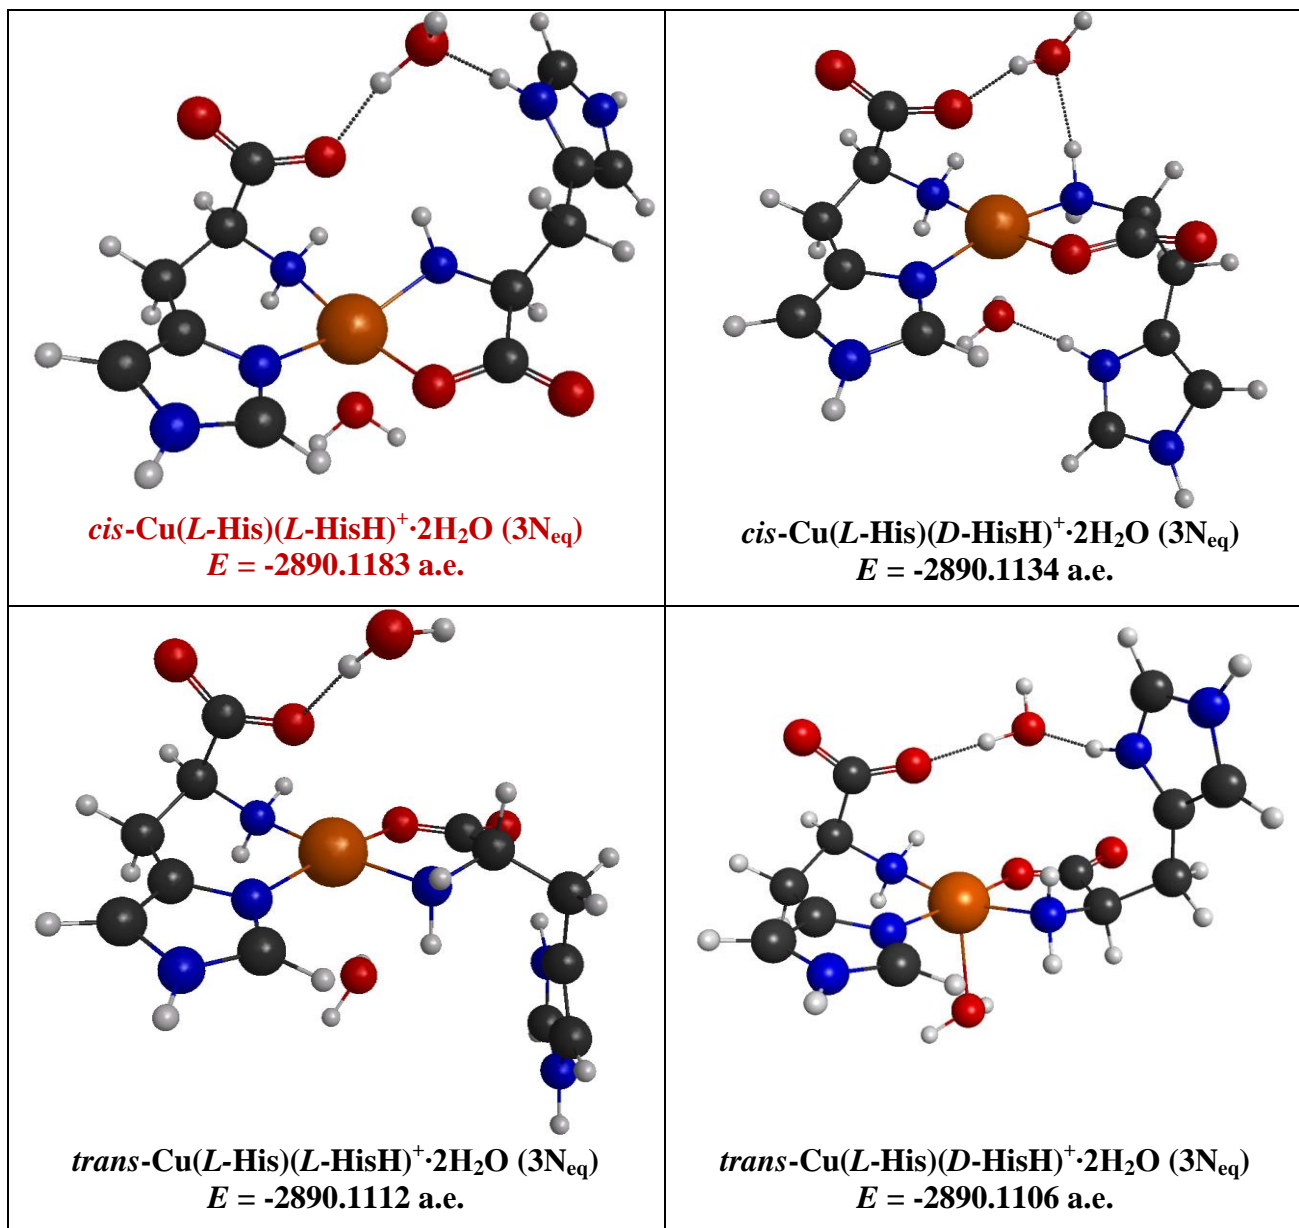 cis-Cu(L-His)(L-HisH)⁺·2H₂O (3Nₑq)
E = -2890.1183 a.e.
cis-Cu(L-His)(D-HisH)⁺·2H₂O (3Nₑq)
E = -2890.1134 a.e.
trans-Cu(L-His)(L-HisH)⁺·2H₂O (3Nₑq)
E = -2890.1112 a.e.
trans-Cu(L-His)(D-HisH)⁺·2H₂O (3Nₑq)
E = -2890.1106 a.e.